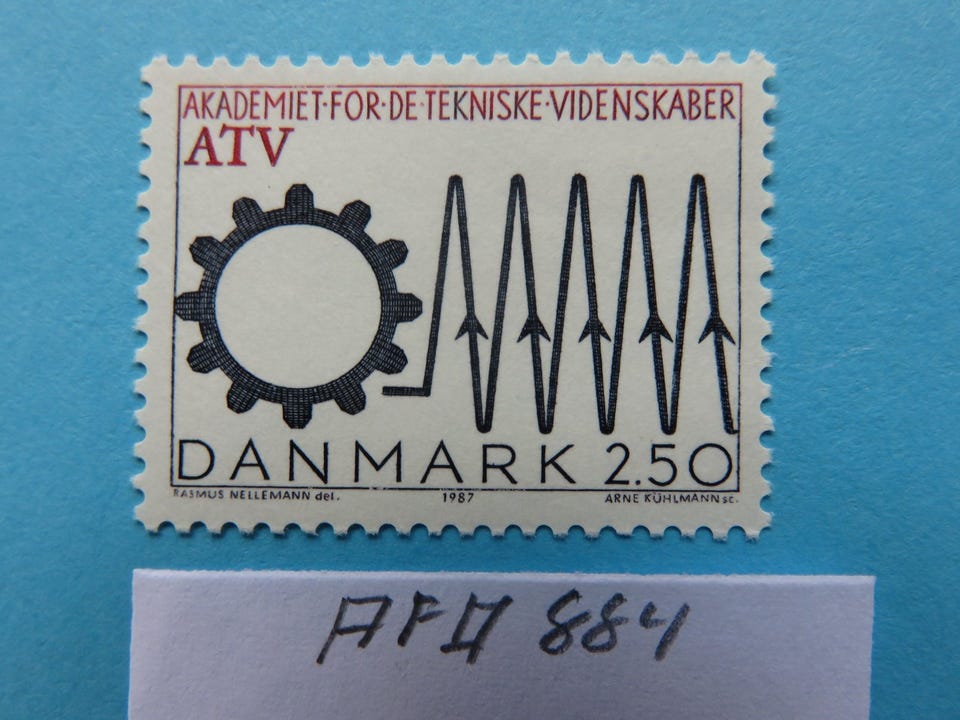 AKADEMIET·FOR·DE·TEKNISKE·VIDENSKABER
ATV
DANMARK 2.50
RASMUS NELLEMANN del. 1987 ARNE KÜHLMANN sc.
AFA 884